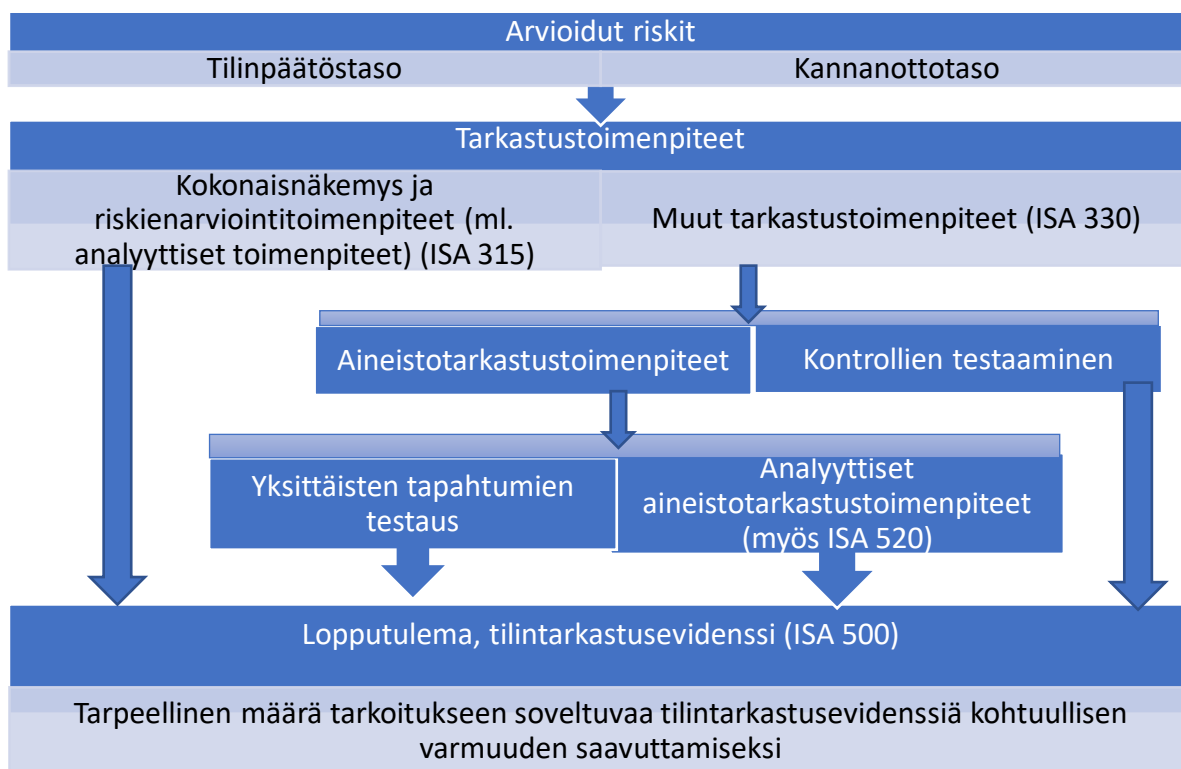 Arvioidut riskit
Tilinpäätöstaso
Kannanottotaso
Tarkastustoimenpiteet
Kokonaisnäkemys ja
riskienarviointitoimenpiteet (ml.
analyyttiset toimenpiteet) (ISA 315)
Muut tarkastustoimenpiteet (ISA 330)
Aineistotarkastustoimenpiteet
Kontrollien testaaminen
Yksittäisten tapahtumien
testaus
Analyyttiset
aineistotarkastustoimenpiteet
(myös ISA 520)
Lopputulema, tilintarkastusevidenssi (ISA 500)
Tarpeellinen määrä tarkoitukseen soveltuvaa tilintarkastusevidenssiä kohtuullisen
varmuuden saavuttamiseksi